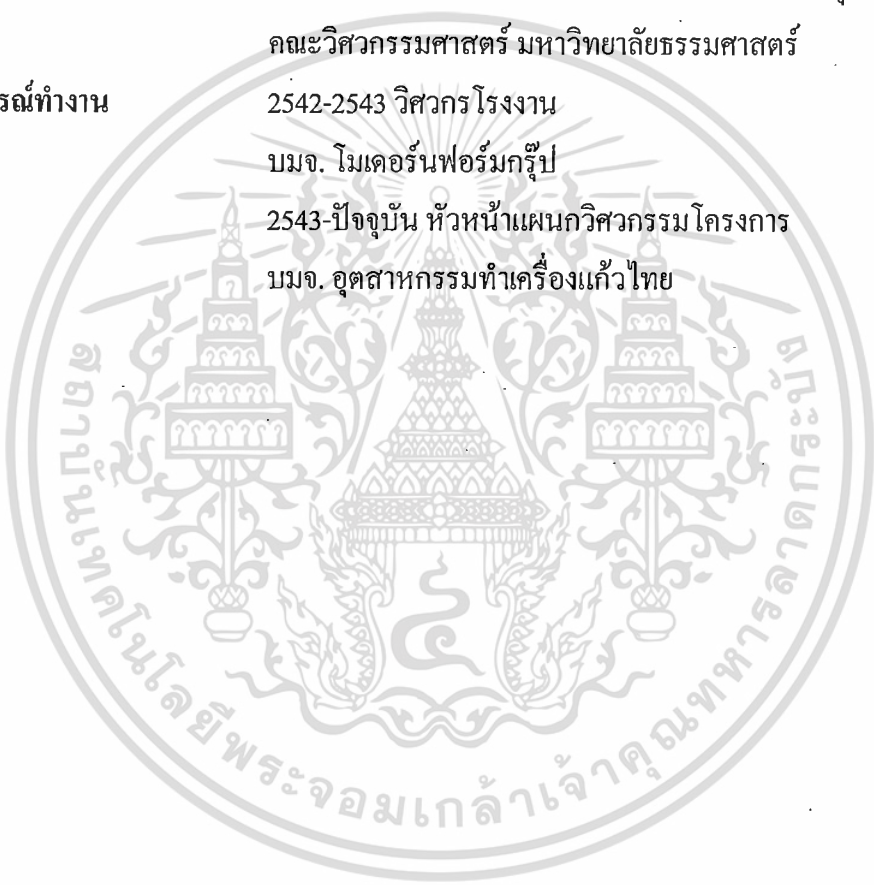 คณะวิศวกรรมศาสตร์ มหาวิทยาลัยธรรมศาสตร์
รณ์ทำงาน 2542-2543 วิศวกรโรงงาน
บมจ. โมเดอร์นฟอร์มกรุ๊ป
2543-ปัจจุบัน หัวหน้าแผนกวิศวกรรมโครงการ
บมจ. อุตสาหกรรมทำเครื่องแก้วไทย
สถาบันเทคโนโลยีพระจอมเกล้าเจ้าคุณทหารลาดกระบัง